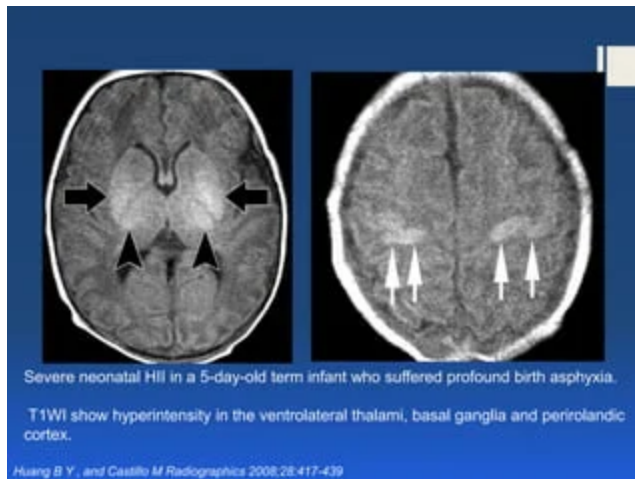 Severe neonatal HII in a 5-day-old term infant who suffered profound birth asphyxia.
T1WI show hyperintensity in the ventrolateral thalami, basal ganglia and perirolandic
cortex.
Huang B Y , and Castillo M Radiographics 2008;28:417-439